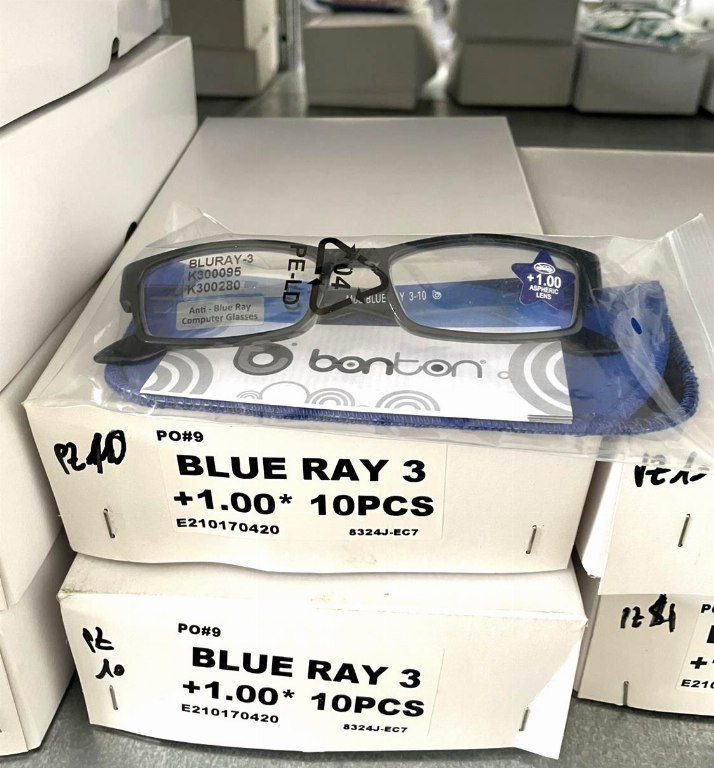 BLURAY-3
K300095
K300280
Anti - Blue Ray
Computer Glasses
04
PE-LD
BLUE
3-10
+1.00
ASPHERIC
LENS
bonton
Pz 10
PO#9
BLUE RAY 3
+1.00* 10PCS
E210170420
8324J-EC7
Pz
10
PO#9
BLUE RAY 3
+1.00* 10PCS
E210170420
8324J-EC7